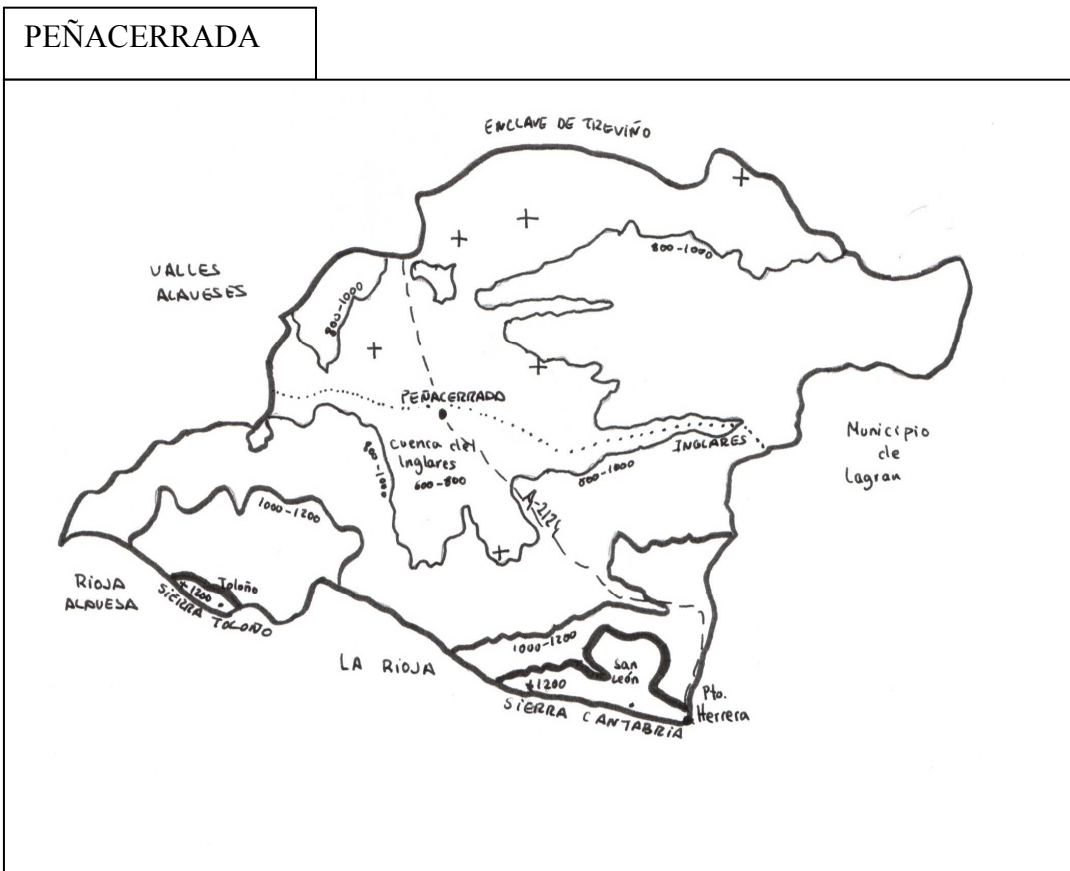 PEÑACERRADA
ENCLAVE DE TREVIÑO
800-1000
VALLES
ALAVESES
800-1000
PEÑACERRADA
Cuenca del
Inglares
600-800
800-1000
INGLARES
800-1000
Municipio
de
Lagran
A-2124
1000-1200
RIOJA
ALAVESA
Toloño
+1200
SIERRA TOLOÑO
LA RIOJA
1000-1200
San
León
+1200
Pto.
Herrera
SIERRA CANTABRIA